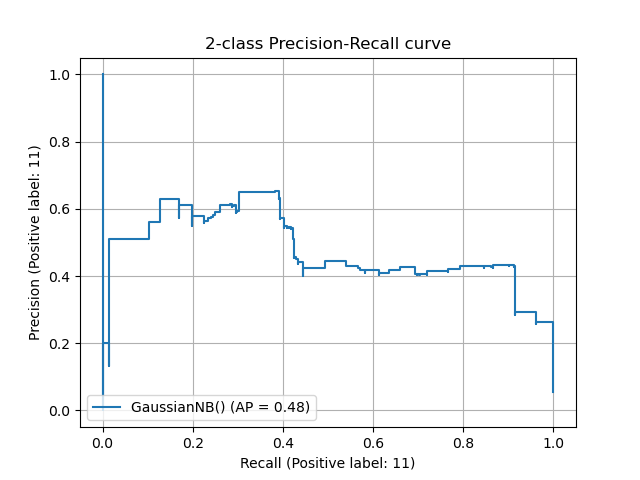 2-class Precision-Recall curve
Precision (Positive label: 11)
1.0
0.8
0.6
0.4
0.2
0.0
GaussianNB() (AP = 0.48)
0.0 0.2 0.4 0.6 0.8 1.0
Recall (Positive label: 11)